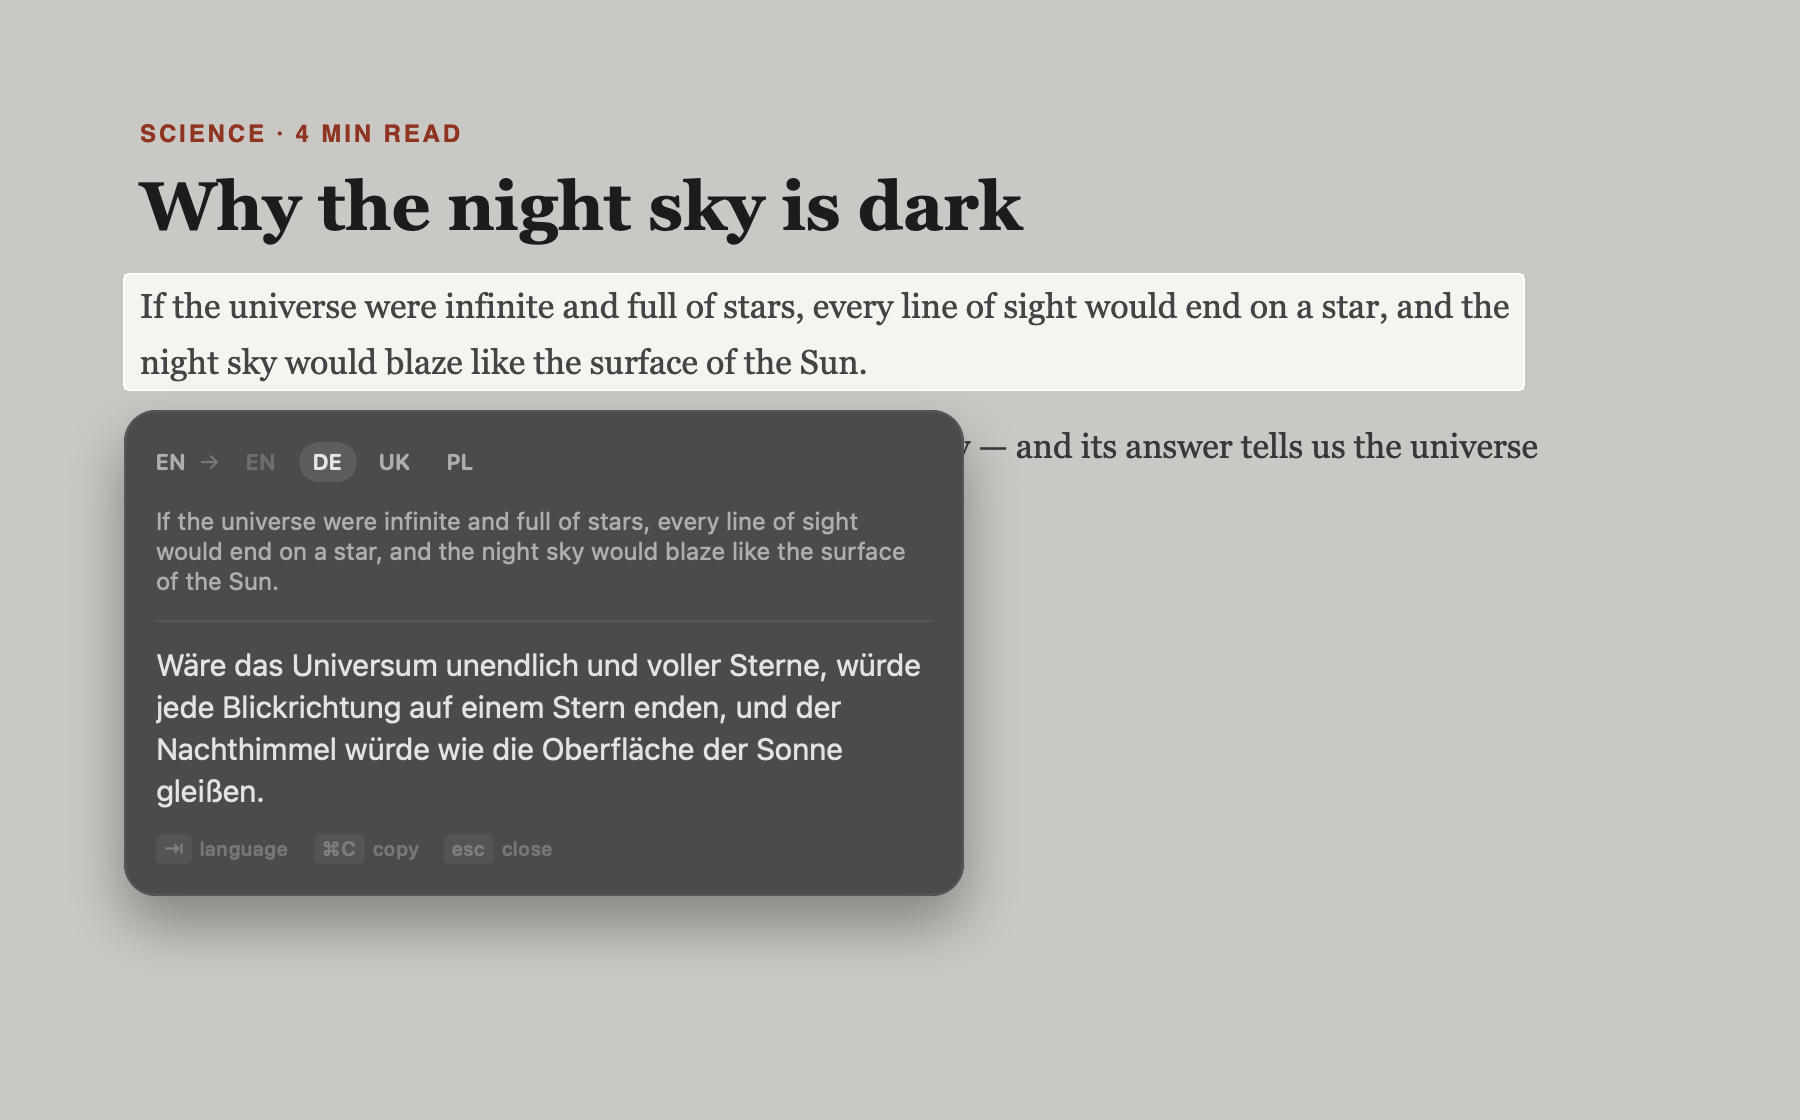 SCIENCE · 4 MIN READ
Why the night sky is dark
If the universe were infinite and full of stars, every line of sight would end on a star, and the
night sky would blaze like the surface of the Sun.
— and its answer tells us the universe
EN → EN DE UK PL
If the universe were infinite and full of stars, every line of sight
would end on a star, and the night sky would blaze like the surface
of the Sun.
Wäre das Universum unendlich und voller Sterne, würde
jede Blickrichtung auf einem Stern enden, und der
Nachthimmel würde wie die Oberfläche der Sonne
gleißen.
⇥ language ⌘C copy esc close